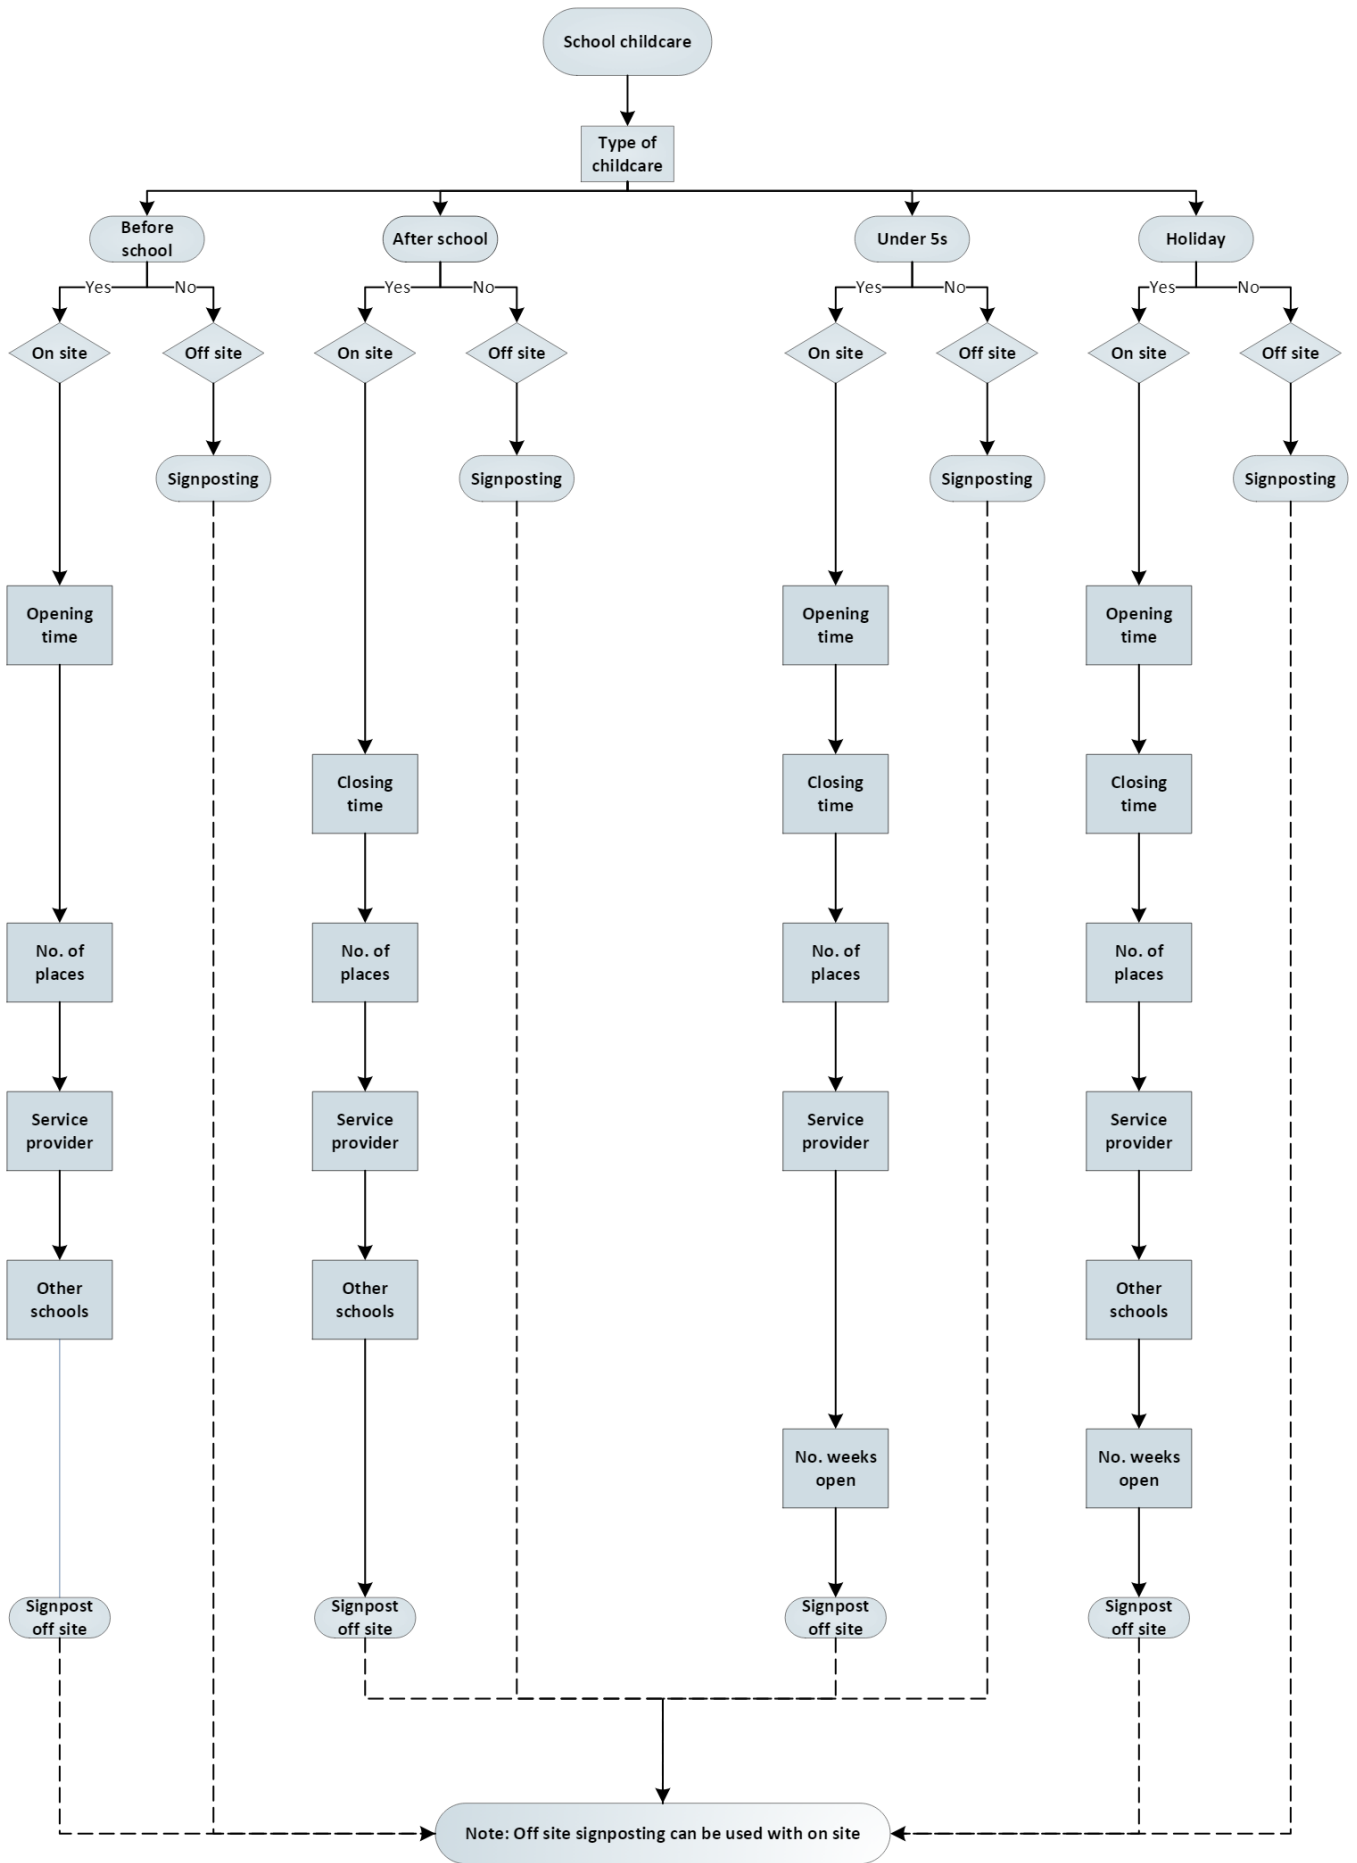 School childcare
Type of
childcare
Before
school
After school
Under 5s
Holiday
Yes
No
Yes
No
Yes
No
Yes
No
On site
Off site
On site
Off site
On site
Off site
On site
Off site
Signposting
Signposting
Signposting
Signposting
Opening
time
Opening
time
Opening
time
Closing
time
Closing
time
Closing
time
No. of
places
No. of
places
No. of
places
No. of
places
Service
provider
Service
provider
Service
provider
Service
provider
Other
schools
Other
schools
Other
schools
No. weeks
open
No. weeks
open
Signpost
off site
Signpost
off site
Signpost
off site
Signpost
off site
Note: Off site signposting can be used with on site